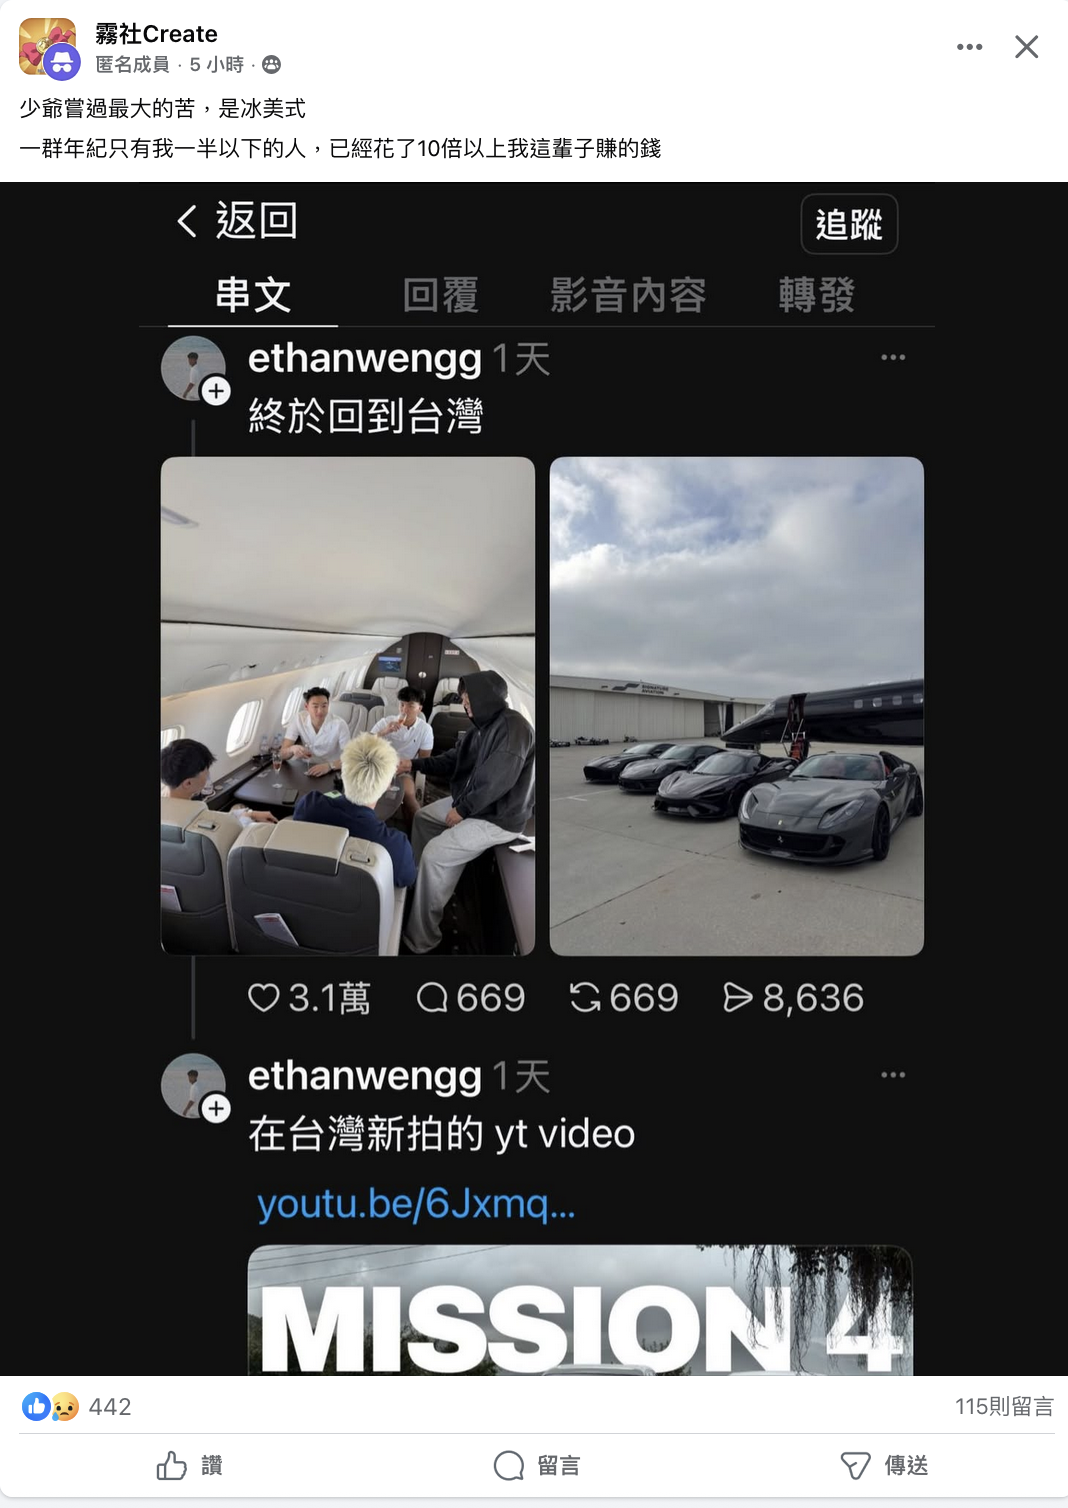 霧社Create
匿名成員 · 5 小時 ·
少爺嘗過最大的苦，是冰美式
一群年紀只有我一半以下的人，已經花了10倍以上我這輩子賺的錢
返回
追蹤
串文 回覆 影音內容 轉發
ethanwengg 1天
終於回到台灣
SIGNATURE
AVIATION
3.1萬 669 669 8,636
ethanwengg 1天
在台灣新拍的 yt video
youtu.be/6Jxmq...
MISSION 4
442
115則留言
讚 留言 傳送